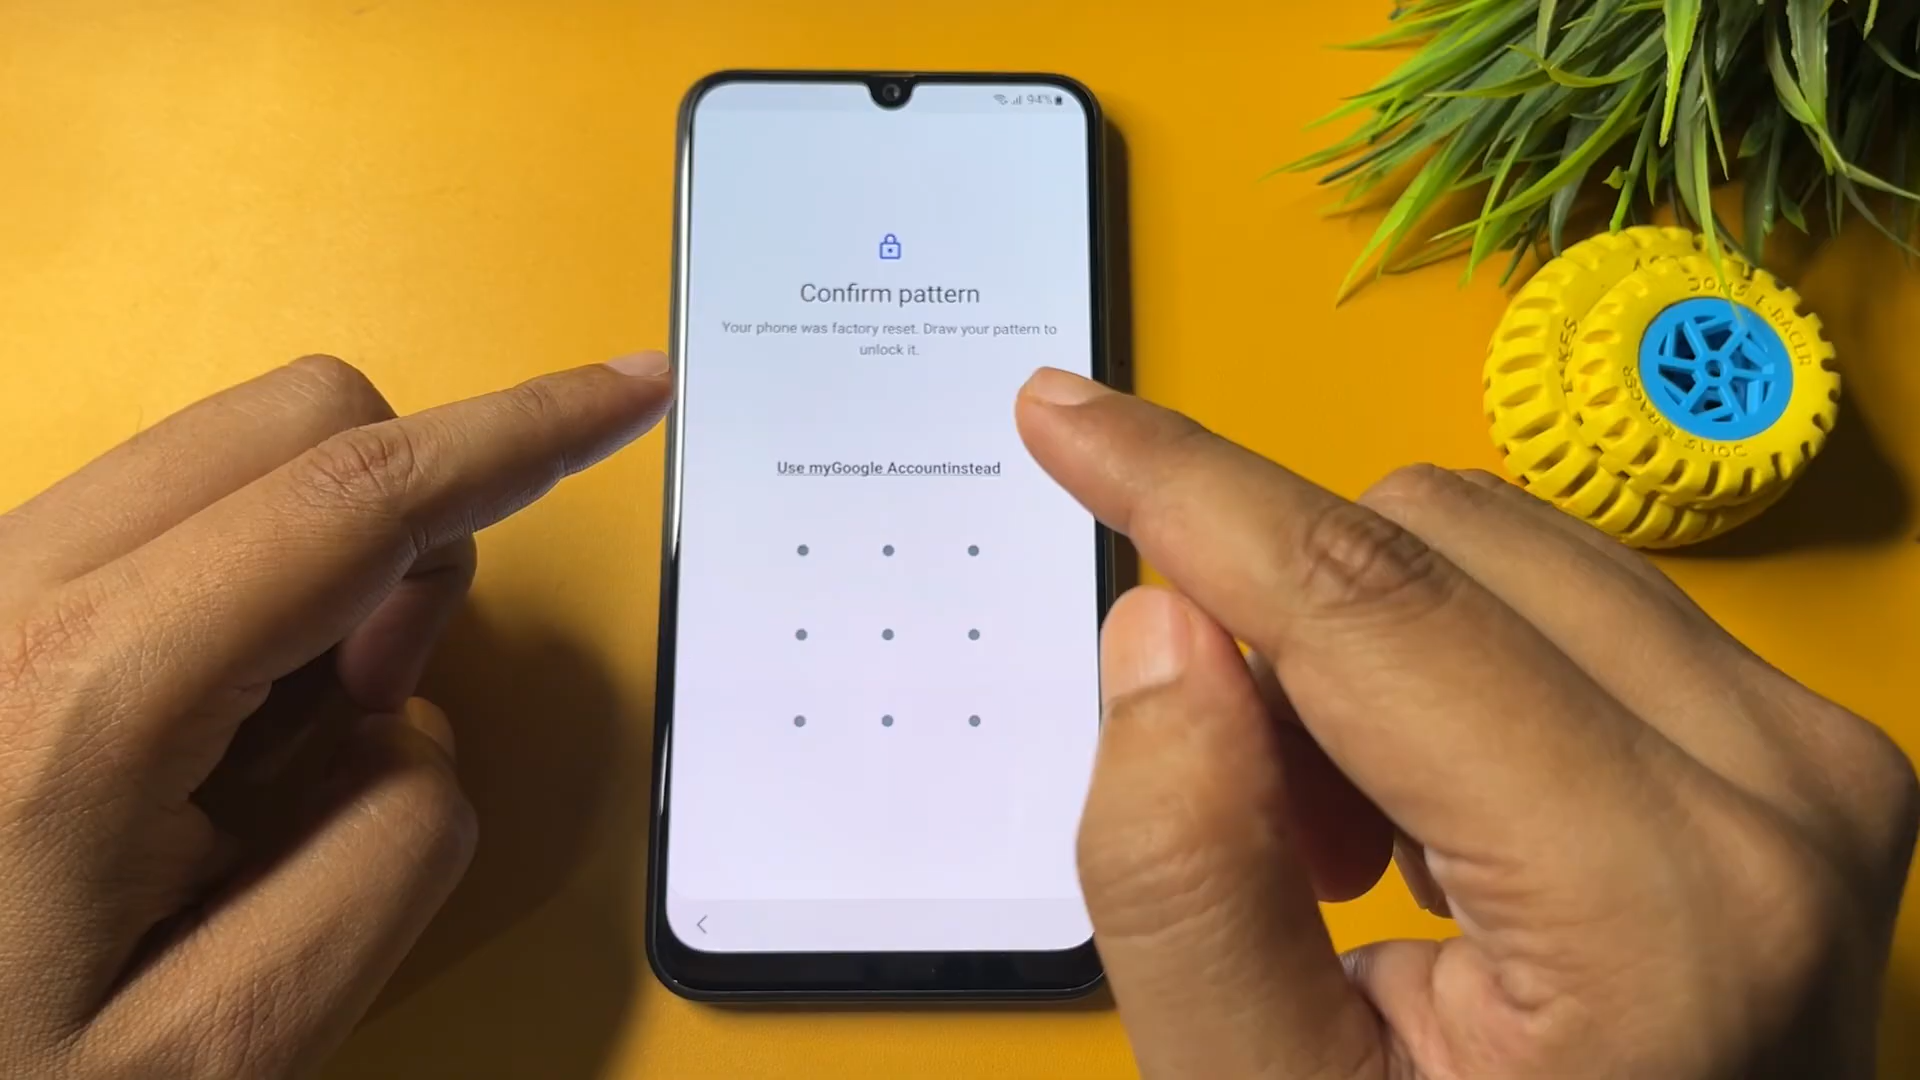 94%
Confirm pattern
Your phone was factory reset. Draw your pattern to
unlock it.
Use myGoogle Accountinstead